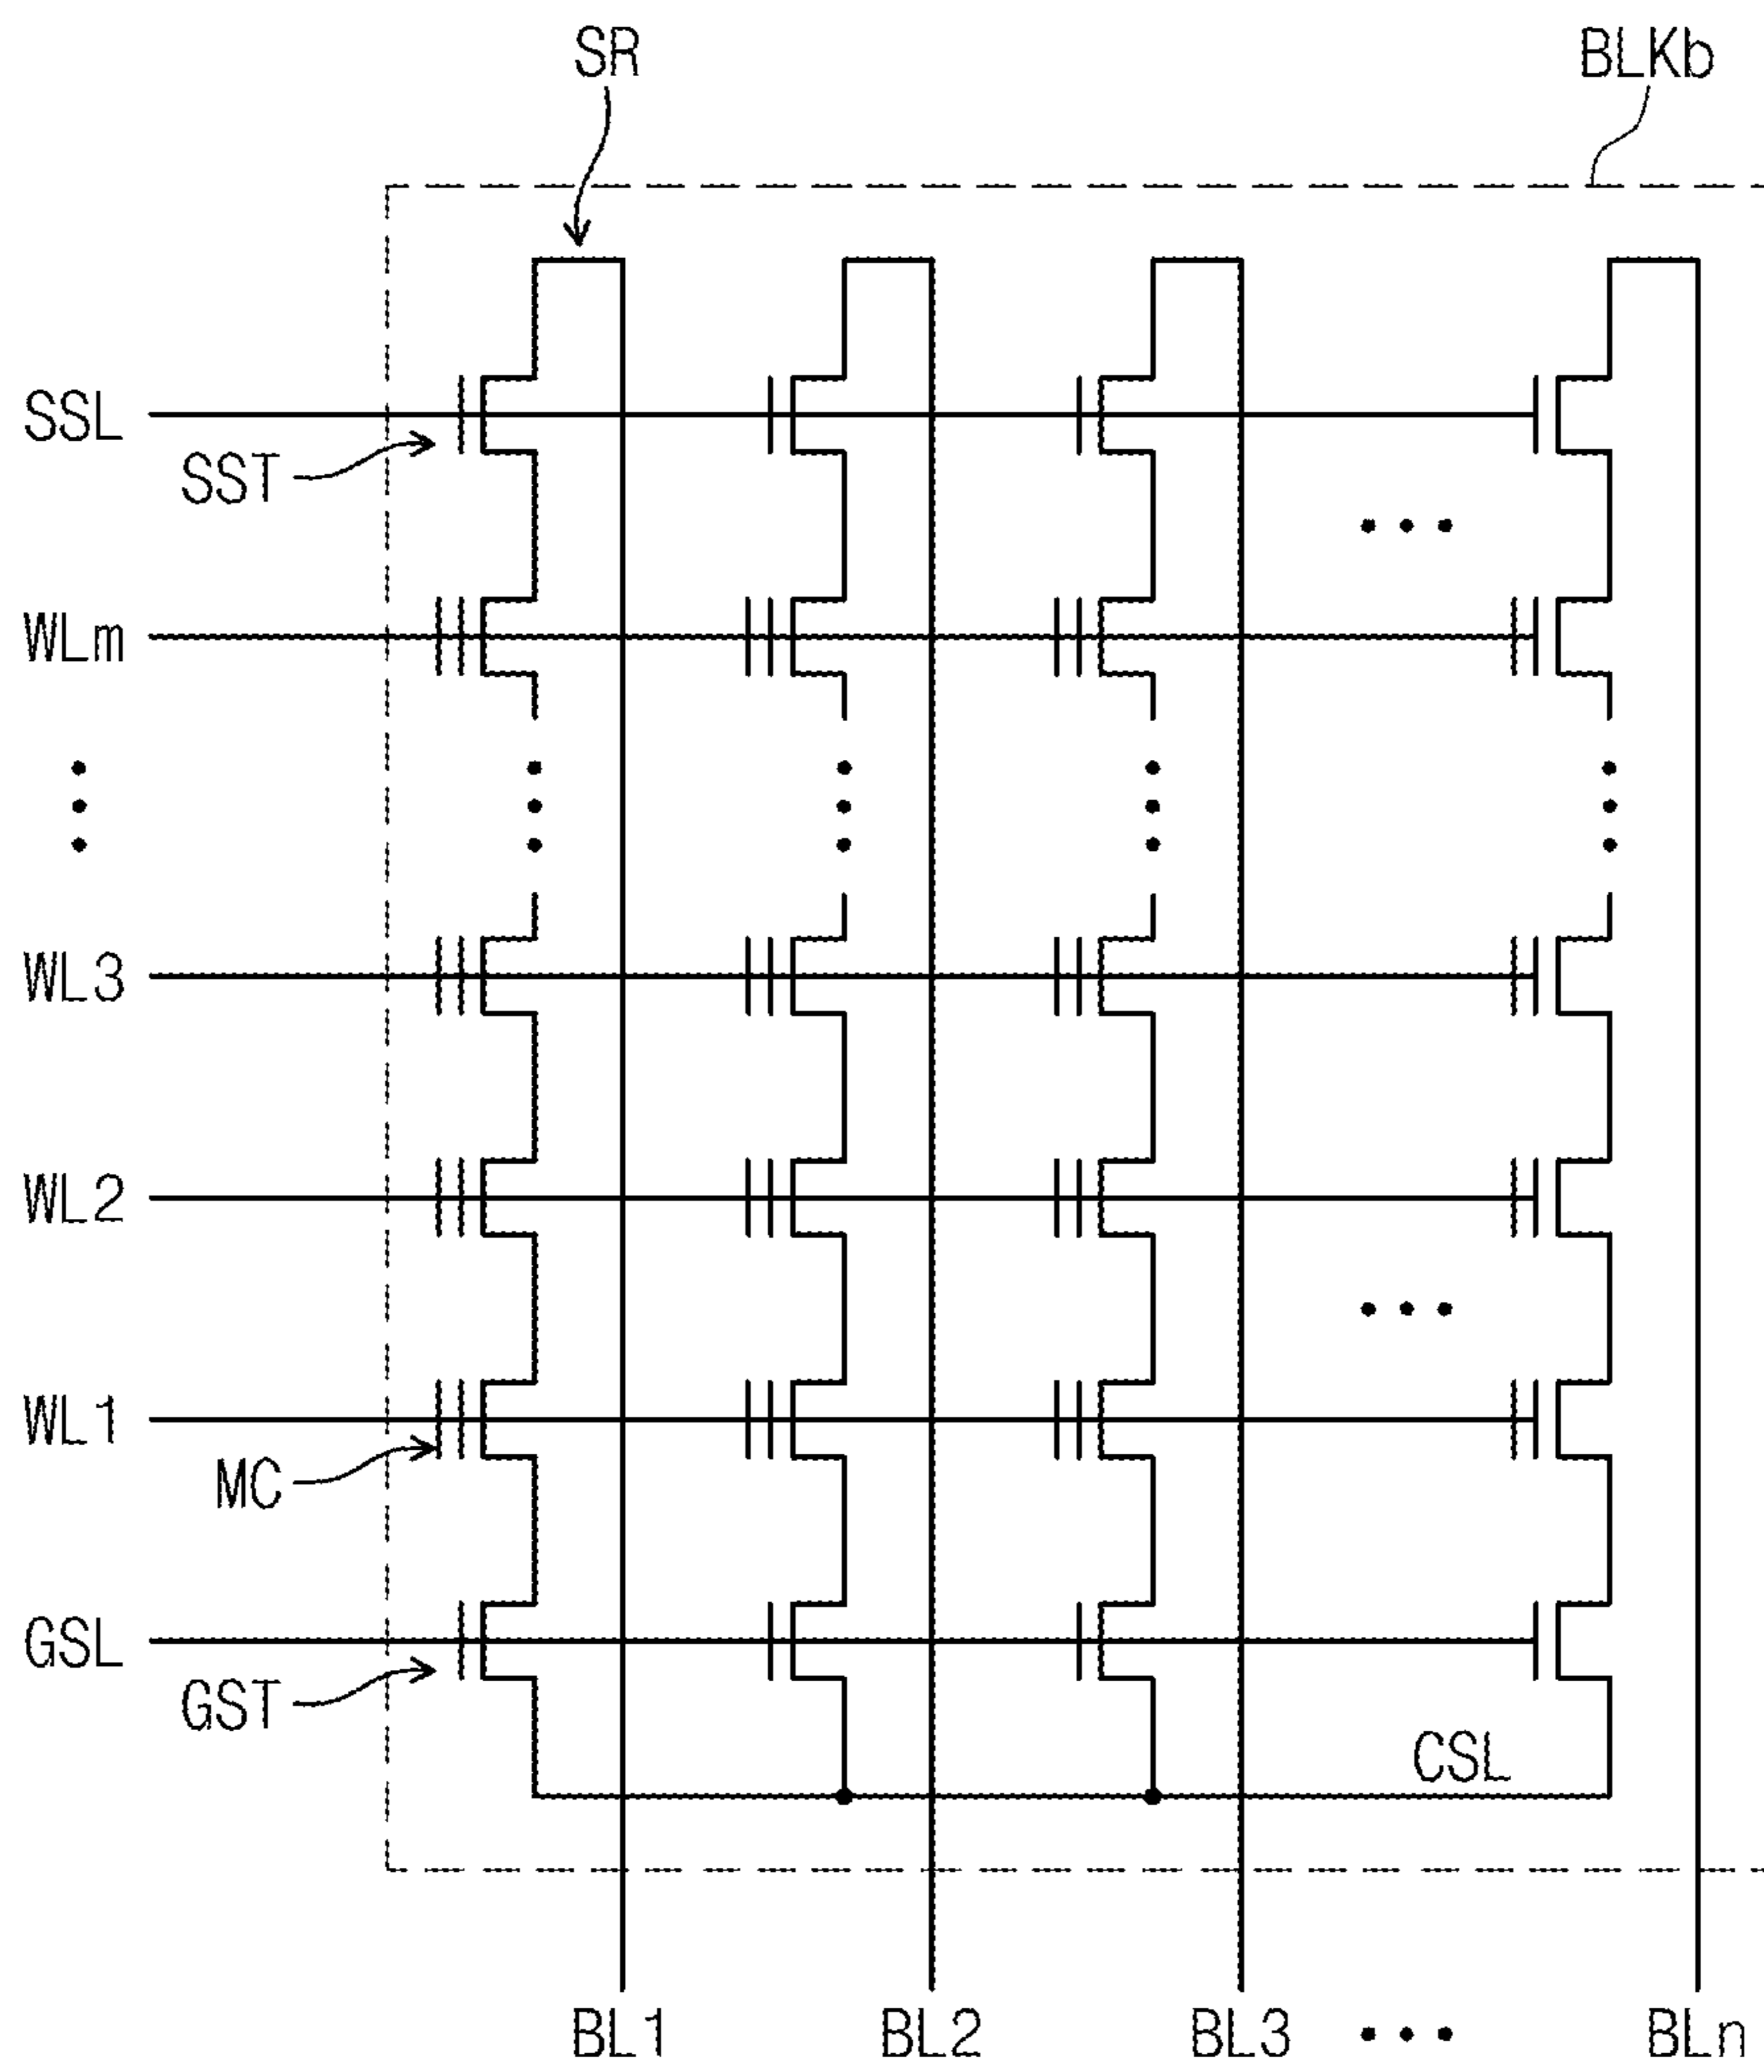 SR
BLKb
SSL
SST
WLm
WL3
WL2
WL1
MC
GSL
GST
CSL
BL1 BL2 BL3 ... BLn